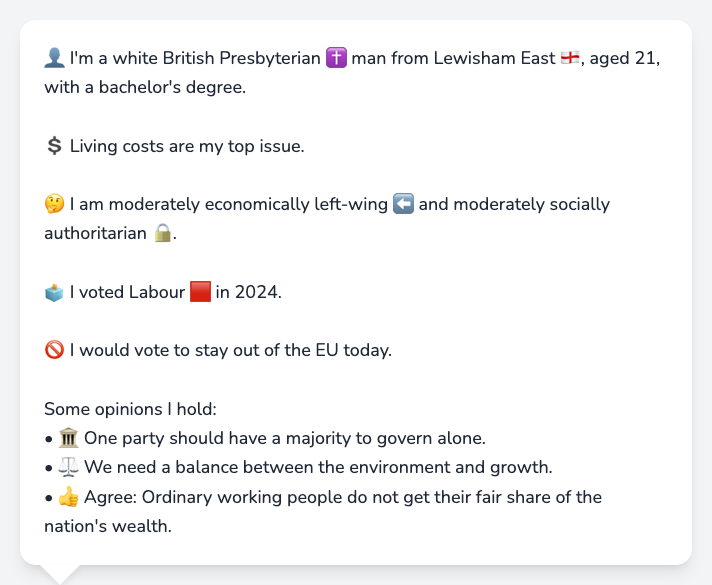 👤 I'm a white British Presbyterian ✝️ man from Lewisham East 🏴󠁧󠁢󠁥󠁮󠁧󠁿, aged 21,
with a bachelor's degree.
💲 Living costs are my top issue.
🤔 I am moderately economically left-wing ⬅️ and moderately socially
authoritarian 🔒.
🗳️ I voted Labour 🟥 in 2024.
🚫 I would vote to stay out of the EU today.
Some opinions I hold:
• 🏛️ One party should have a majority to govern alone.
• ⚖️ We need a balance between the environment and growth.
• 👍 Agree: Ordinary working people do not get their fair share of the
nation's wealth.